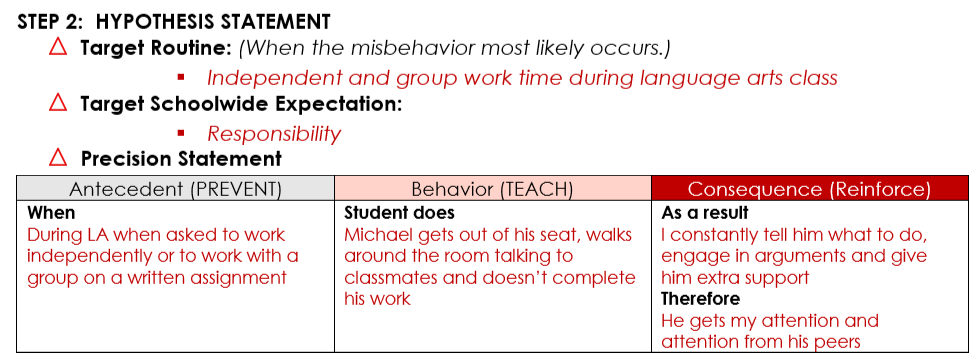 STEP 2: HYPOTHESIS STATEMENT
△ Target Routine: (When the misbehavior most likely occurs.)
▪ Independent and group work time during language arts class
△ Target Schoolwide Expectation:
▪ Responsibility
△ Precision Statement
Antecedent (PREVENT)
When
During LA when asked to work
independently or to work with a
group on a written assignment
Behavior (TEACH)
Student does
Michael gets out of his seat, walks
around the room talking to
classmates and doesn't complete
his work
Consequence (Reinforce)
As a result
I constantly tell him what to do,
engage in arguments and give
him extra support
Therefore
He gets my attention and
attention from his peers